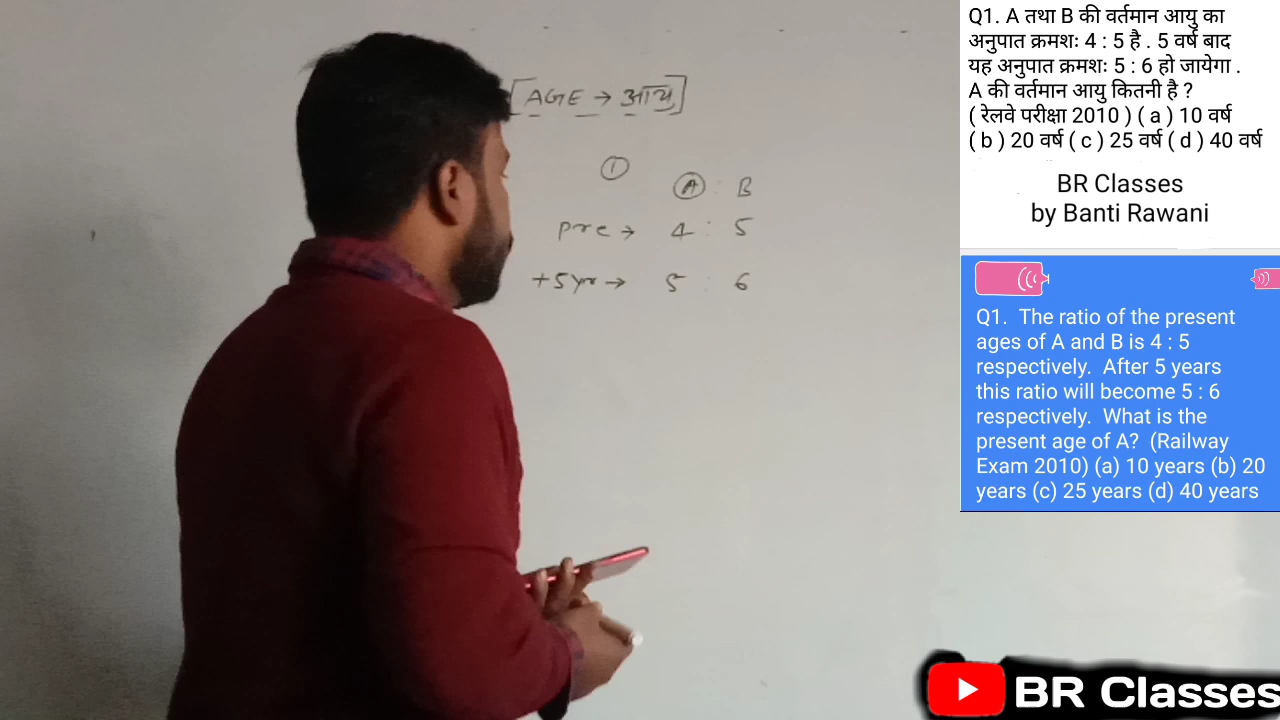 [AGE → आयु]
①
Ⓐ : B
pre → 4 : 5
+5yr → 5 : 6
Q1. A तथा B की वर्तमान आयु का
अनुपात क्रमशः 4 : 5 है . 5 वर्ष बाद
यह अनुपात क्रमशः 5 : 6 हो जायेगा .
A की वर्तमान आयु कितनी है ?
( रेलवे परीक्षा 2010 ) ( a ) 10 वर्ष
( b ) 20 वर्ष ( c ) 25 वर्ष ( d ) 40 वर्ष
BR Classes
by Banti Rawani
Q1. The ratio of the present
ages of A and B is 4 : 5
respectively. After 5 years
this ratio will become 5 : 6
respectively. What is the
present age of A? (Railway
Exam 2010) (a) 10 years (b) 20
years (c) 25 years (d) 40 years
BR Classes